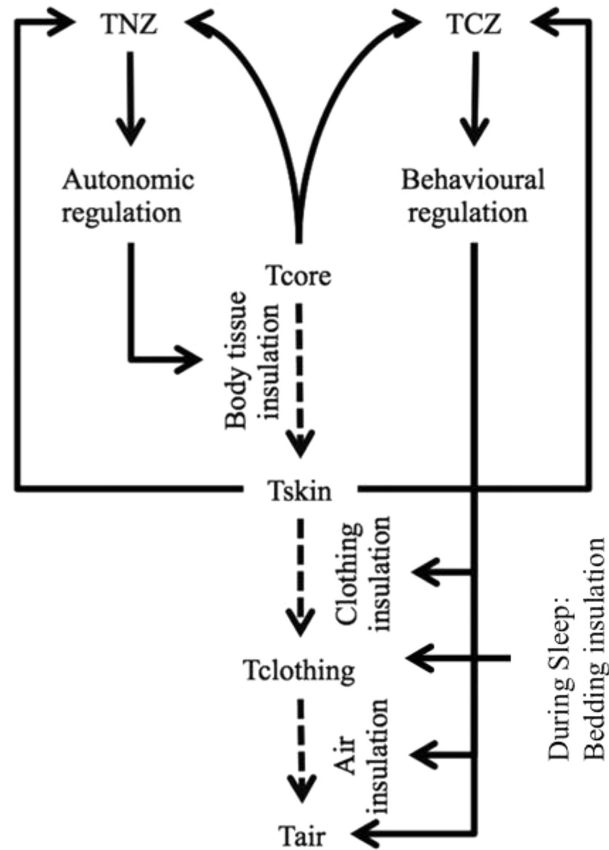 TNZ
TCZ
Autonomic
regulation
Behavioural
regulation
Tcore
Body tissue
insulation
Tskin
Clothing
insulation
During Sleep:
Bedding insulation
Tclothing
Air
insulation
Tair